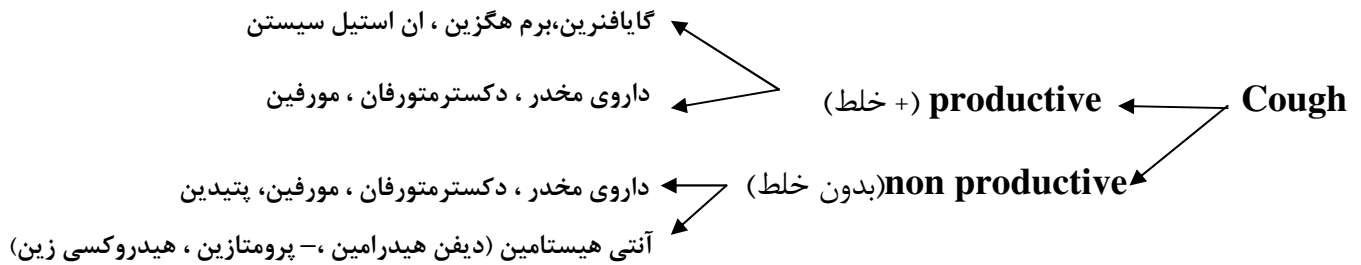 گایافنرین،برم هگزین ، ان استیل سیستن
داروی مخدر ، دکسترمتورفان ، مورفین
Cough
productive (+ خلط)
non productive(بدون خلط)
داروی مخدر ، دکسترمتورفان ، مورفین، پتیدین
آنتی هیستامین (دیفن هیدرامین ،– پرومتازین ، هیدروکسی زین)